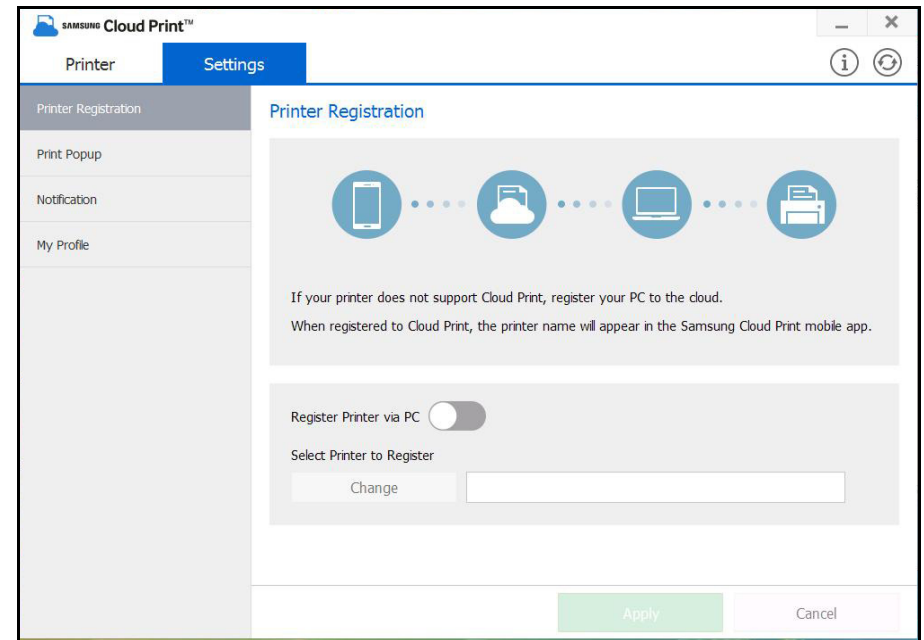 SAMSUNG Cloud Print™
Printer
Settings
Printer Registration
Print Popup
Notification
My Profile
Printer Registration
If your printer does not support Cloud Print, register your PC to the cloud.
When registered to Cloud Print, the printer name will appear in the Samsung Cloud Print mobile app.
Register Printer via PC
Select Printer to Register
Change
Apply
Cancel